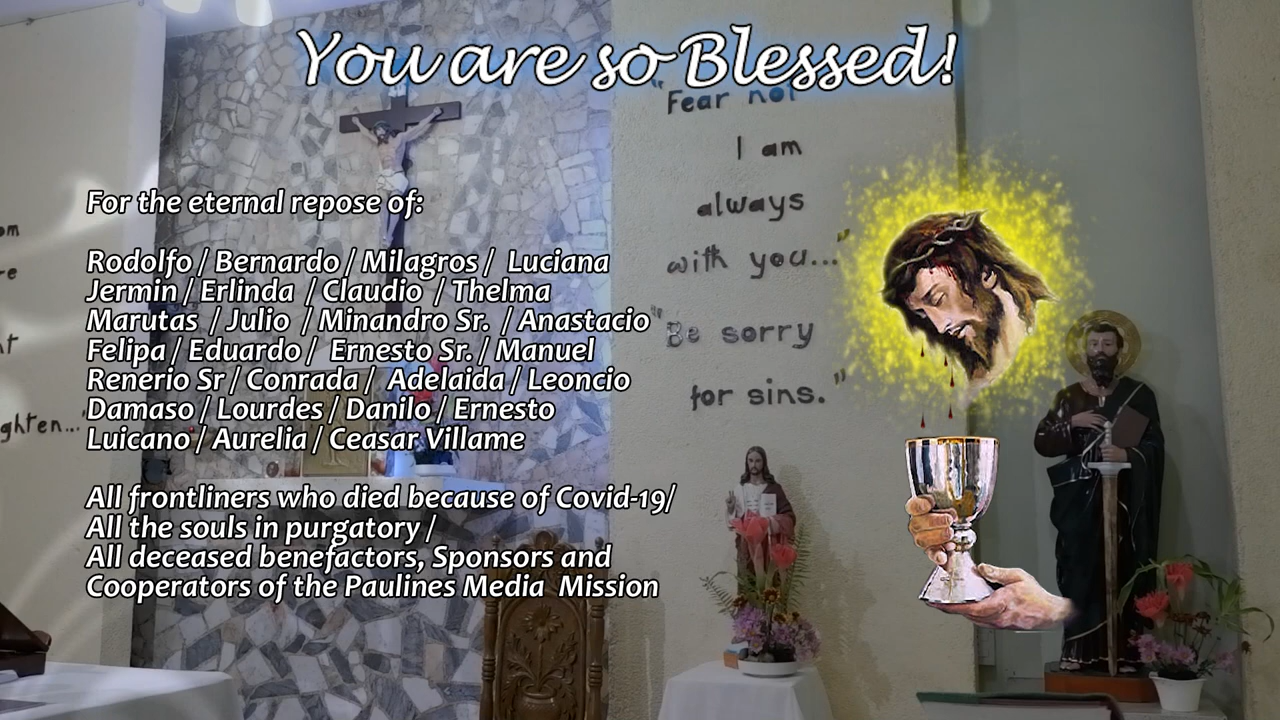 You are so Blessed!
"Fear not
I am
always
with you..."
"Be sorry
for sins."
For the eternal repose of:
Rodolfo / Bernardo / Milagros / Luciana
Jermin / Erlinda / Claudio / Thelma
Marutas / Julio / Minandro Sr. / Anastacio
Felipa / Eduardo / Ernesto Sr. / Manuel
Renerio Sr / Conrada / Adelaida / Leoncio
Damaso / Lourdes / Danilo / Ernesto
Luicano / Aurelia / Ceasar Villame
All frontliners who died because of Covid-19/
All the souls in purgatory /
All deceased benefactors, Sponsors and
Cooperators of the Paulines Media Mission